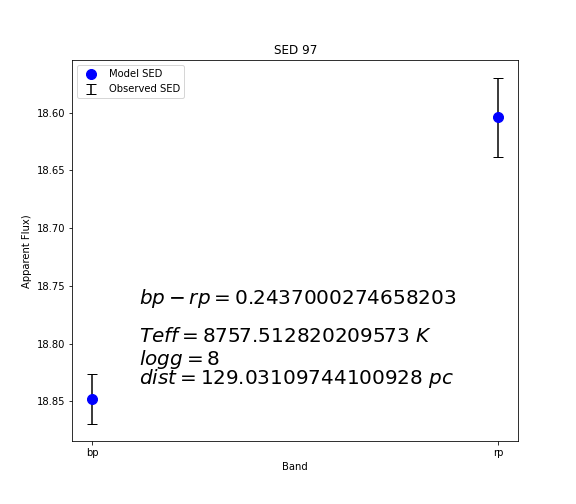 SED 97
Model SED
Observed SED
18.60
18.65
18.70
18.75
18.80
18.85
Apparent Flux)
bp − rp = 0.2437000274658203
Teff = 8757.512820209573 K
logg = 8
dist = 129.03109744100928 pc
bp
rp
Band